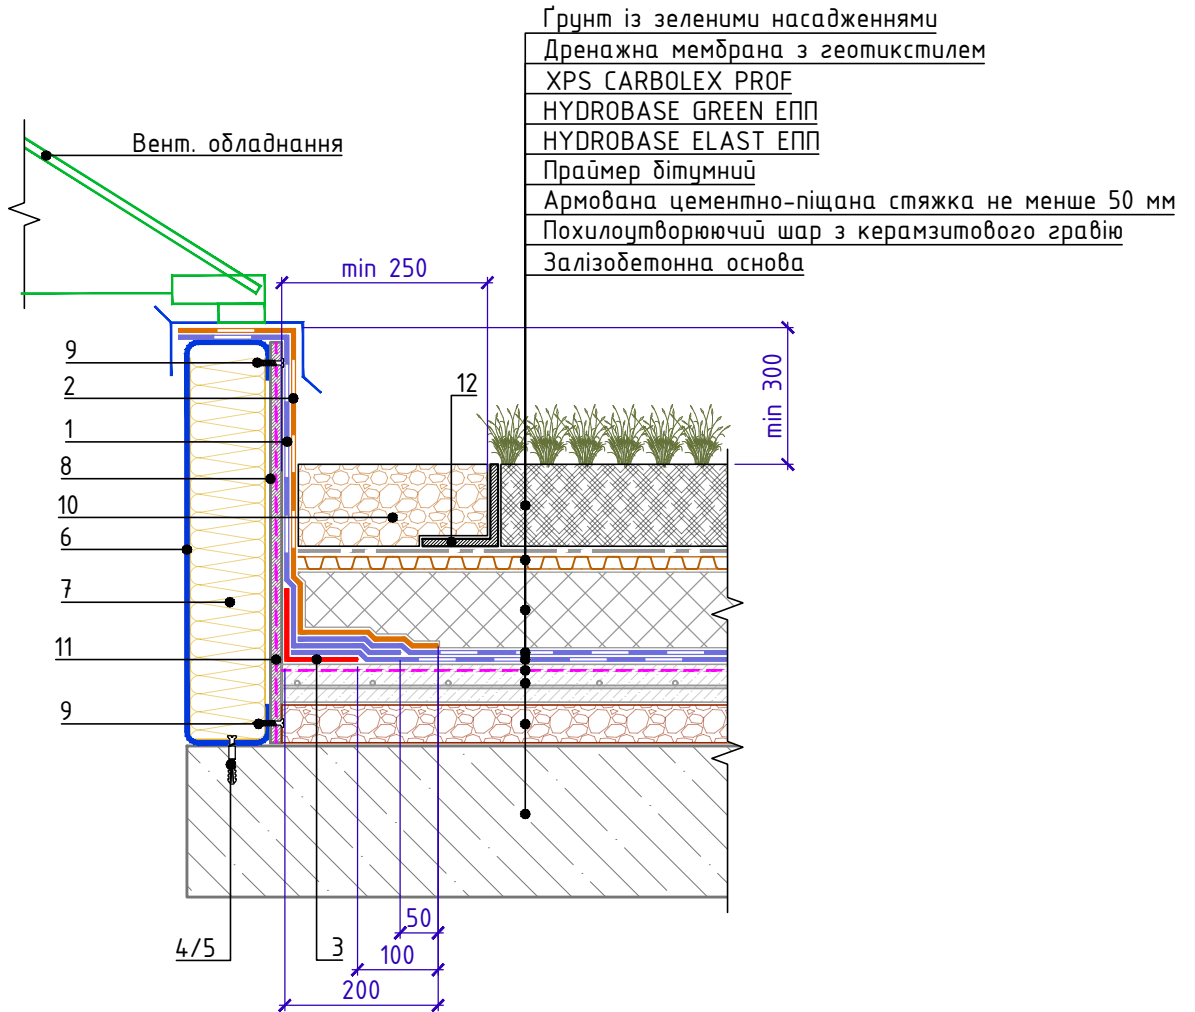 Ґрунт із зеленими насадженнями
Дренажна мембрана з геотикстилем
XPS CARBOLEX PROF
HYDROBASE GREEN ЕПП
HYDROBASE ELAST ЕПП
Праймер бітумний
Армована цементно-піщана стяжка не менше 50 мм
Похилоутворюючий шар з керамзитового гравію
Залізобетонна основа
Вент. обладнання
min 250
min 300
9
2
12
1
8
10
6
7
11
9
4/5
3
50
100
200